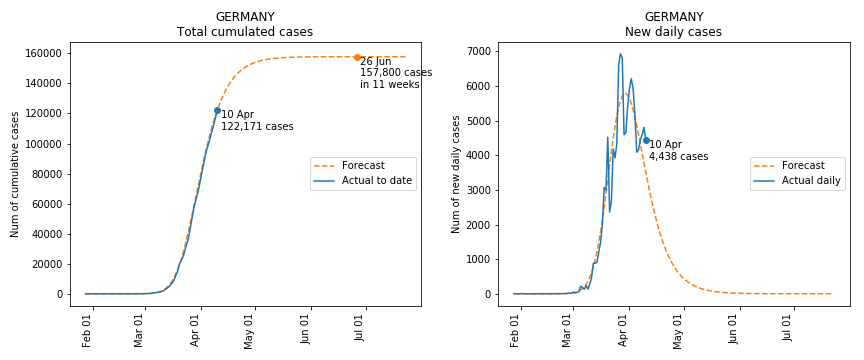 GERMANY
Total cumulated cases
Num of cumulative cases
160000
140000
120000
100000
80000
60000
40000
20000
0
26 Jun
157,800 cases
in 11 weeks
10 Apr
122,171 cases
Forecast
Actual to date
Feb 01
Mar 01
Apr 01
May 01
Jun 01
Jul 01
GERMANY
New daily cases
Num of new daily cases
7000
6000
5000
4000
3000
2000
1000
0
10 Apr
4,438 cases
Forecast
Actual daily
Feb 01
Mar 01
Apr 01
May 01
Jun 01
Jul 01